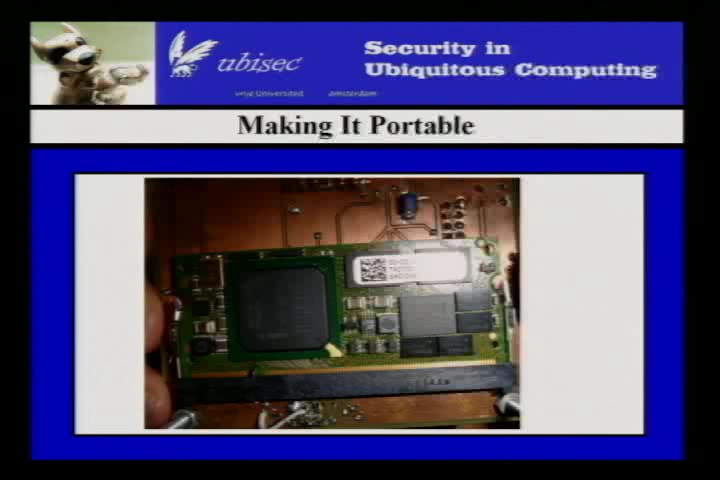 ubisec
Security in
Ubiquitous Computing
vrije Universiteit amsterdam
Making It Portable